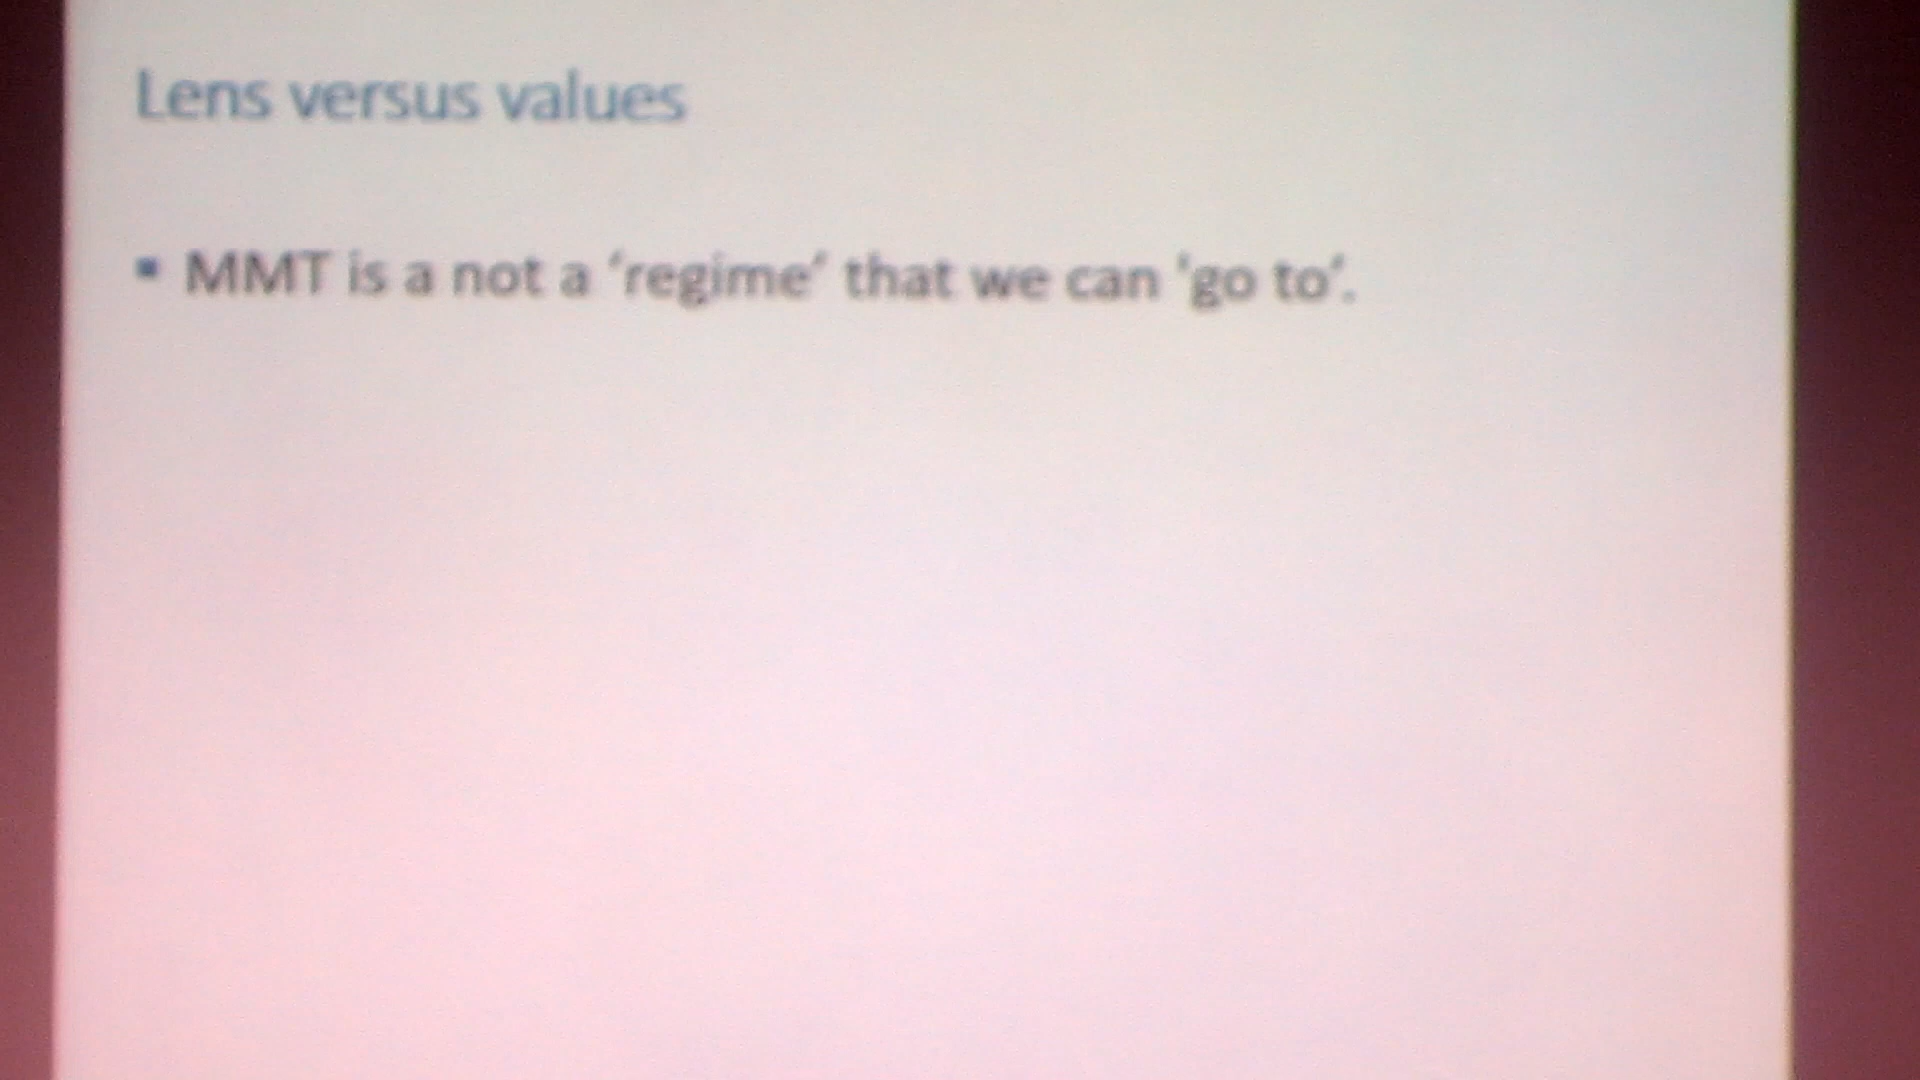 Lens versus values
▪ MMT is a not a ‘regime’ that we can 'go to’.